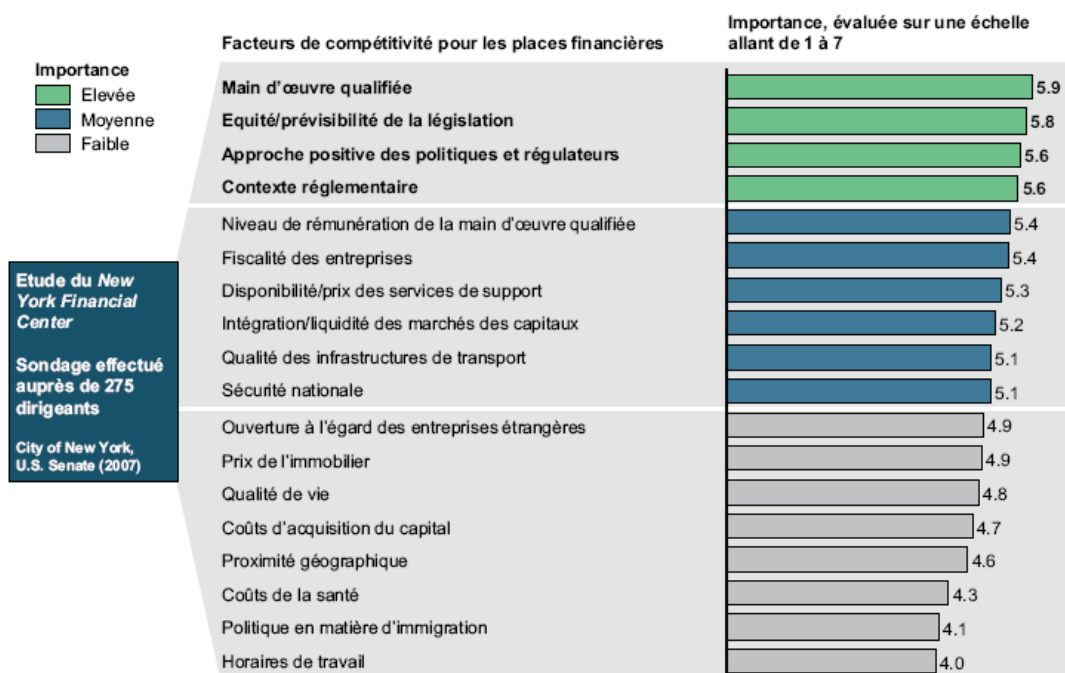 Facteurs de compétitivité pour les places financières
Importance, évaluée sur une échelle
allant de 1 à 7
Importance
Elevée
Moyenne
Faible
Main d'œuvre qualifiée 5.9
Equité/prévisibilité de la législation 5.8
Approche positive des politiques et régulateurs 5.6
Contexte réglementaire 5.6
Niveau de rémunération de la main d'œuvre qualifiée 5.4
Fiscalité des entreprises 5.4
Disponibilité/prix des services de support 5.3
Intégration/liquidité des marchés des capitaux 5.2
Qualité des infrastructures de transport 5.1
Sécurité nationale 5.1
Ouverture à l'égard des entreprises étrangères 4.9
Prix de l'immobilier 4.9
Qualité de vie 4.8
Coûts d'acquisition du capital 4.7
Proximité géographique 4.6
Coûts de la santé 4.3
Politique en matière d'immigration 4.1
Horaires de travail 4.0
Etude du New
York Financial
Center
Sondage effectué
auprès de 275
dirigeants
City of New York,
U.S. Senate (2007)